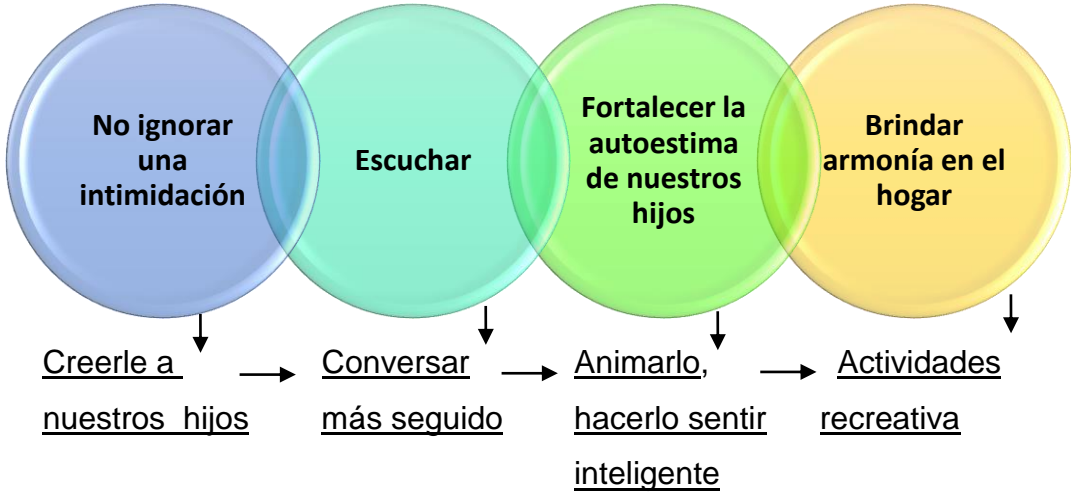 No ignorar
una
intimidación
Escuchar
Fortalecer la
autoestima
de nuestros
hijos
Brindar
armonía en el
hogar
Creerle a
nuestros hijos
Conversar
más seguido
Animarlo,
hacerlo sentir
inteligente
Actividades
recreativa